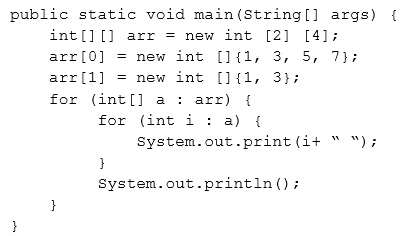 public static void main(String[] args) {
    int[][] arr = new int [2] [4];
    arr[0] = new int []{1, 3, 5, 7};
    arr[1] = new int []{1, 3};
    for (int[] a : arr) {
         for (int i : a) {
             System.out.print(i+ “ “);
         }
         System.out.println();
    }
}